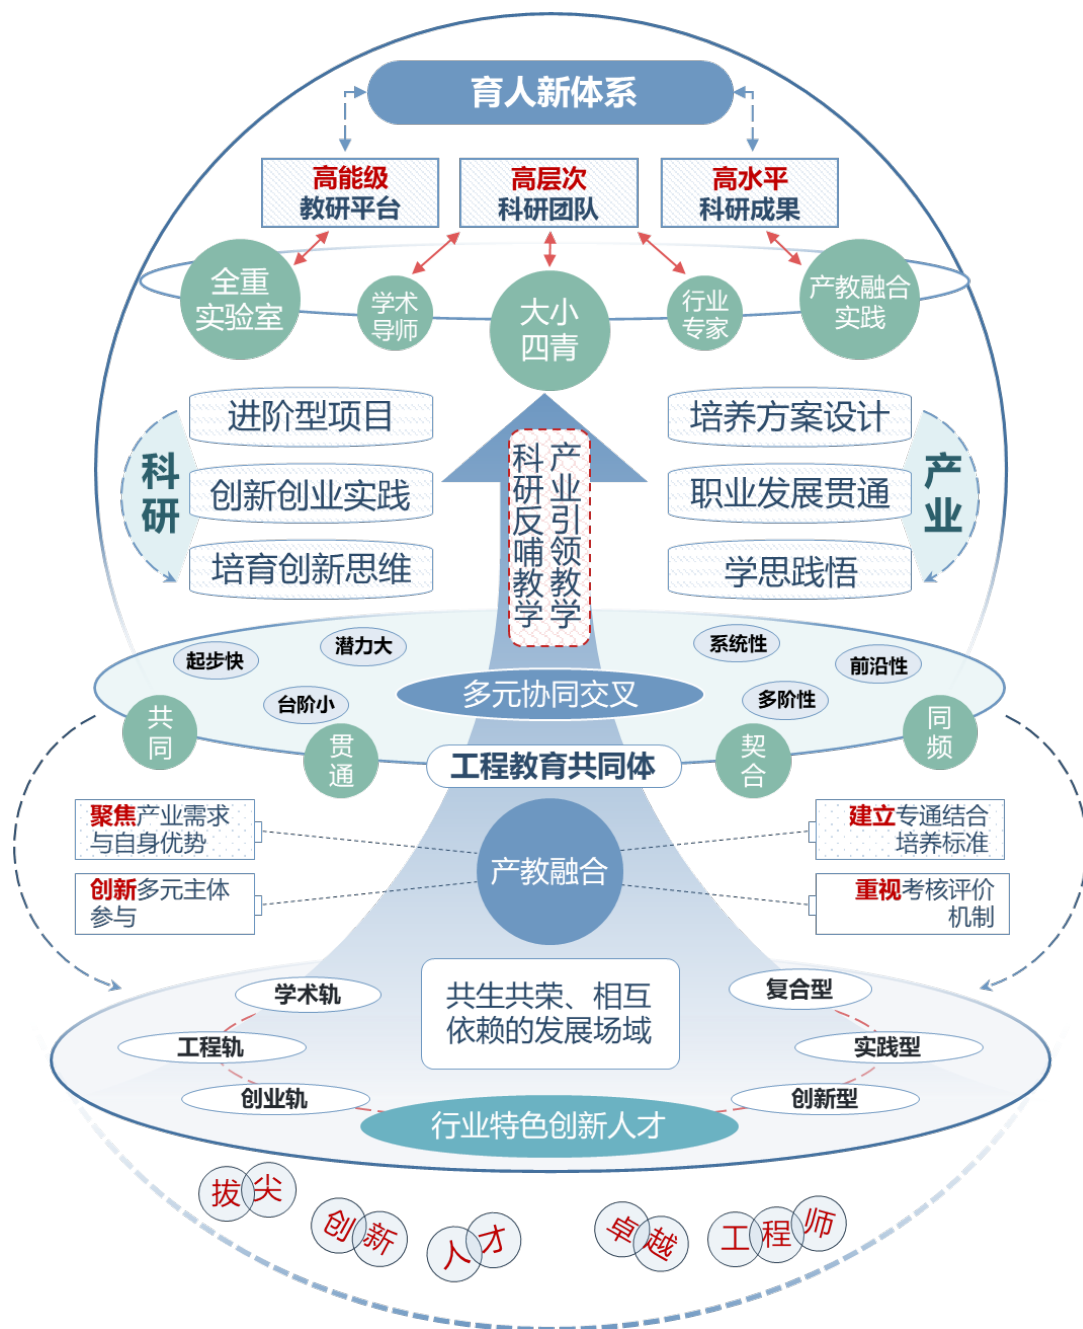 育人新体系
高能级
教研平台
高层次
科研团队
高水平
科研成果
全重
实验室
学术
导师
大小
四青
行业
专家
产教融合
实践
科研
进阶型项目
创新创业实践
培育创新思维
科研反哺教学
产业引领教学
培养方案设计
职业发展贯通
学思践悟
产业
起步快
潜力大
台阶小
系统性
前沿性
多阶性
多元协同交叉
共同
贯通
契合
同频
工程教育共同体
聚焦产业需求
与自身优势
创新多元主体
参与
产教融合
建立专通结合
培养标准
重视考核评价
机制
学术轨
工程轨
创业轨
共生共荣、相互
依赖的发展场域
复合型
实践型
创新型
行业特色创新人才
拔尖
创新
人才
卓越
工程师